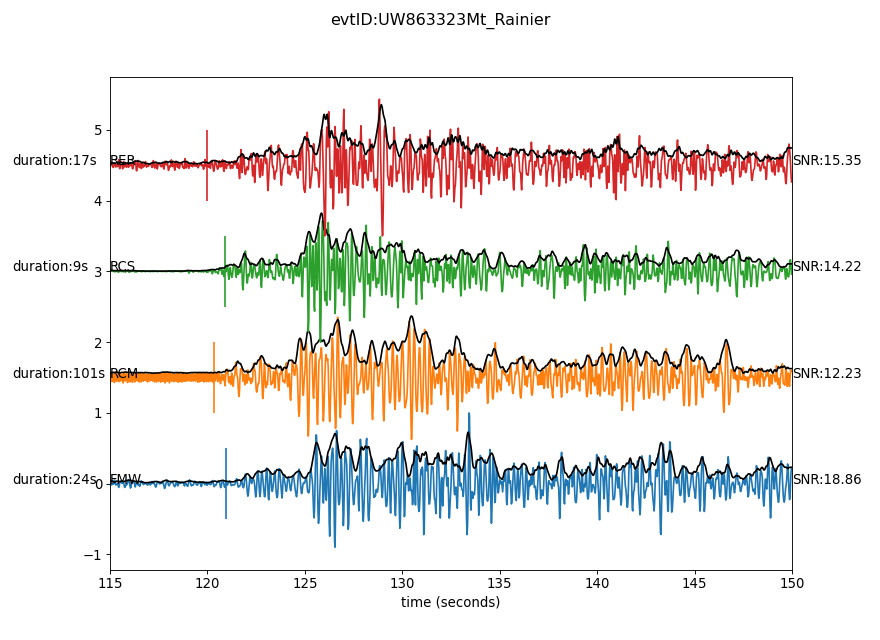 evtID:UW863323Mt_Rainier
5
duration:17s RER SNR:15.35
4
duration:9s RCS SNR:14.22
3
2
duration:101s RCM SNR:12.23
1
duration:24s FMW SNR:18.86
0
−1
115 120 125 130 135 140 145 150
time (seconds)